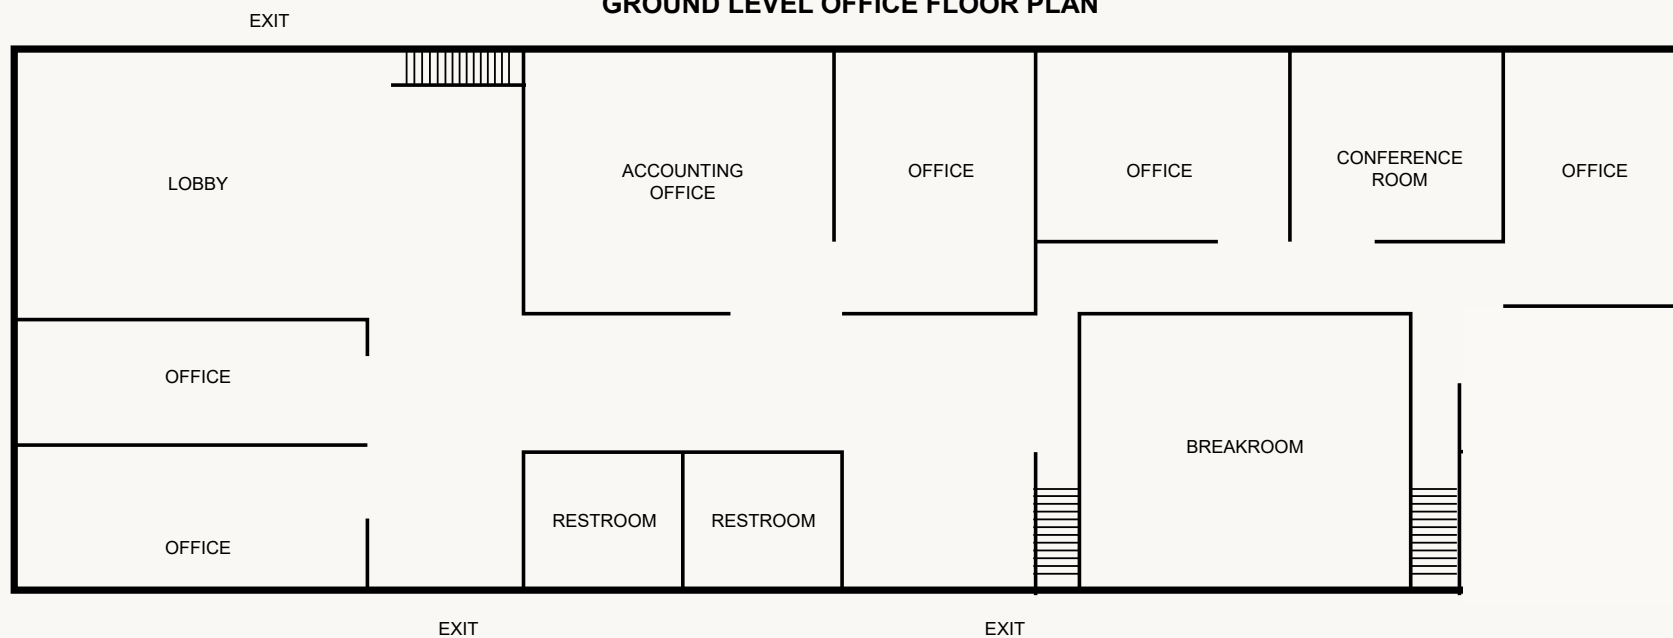 GROUND LEVEL OFFICE FLOOR PLAN
EXIT
LOBBY
ACCOUNTING
OFFICE
OFFICE
OFFICE
CONFERENCE
ROOM
OFFICE
OFFICE
BREAKROOM
RESTROOM
RESTROOM
OFFICE
EXIT
EXIT